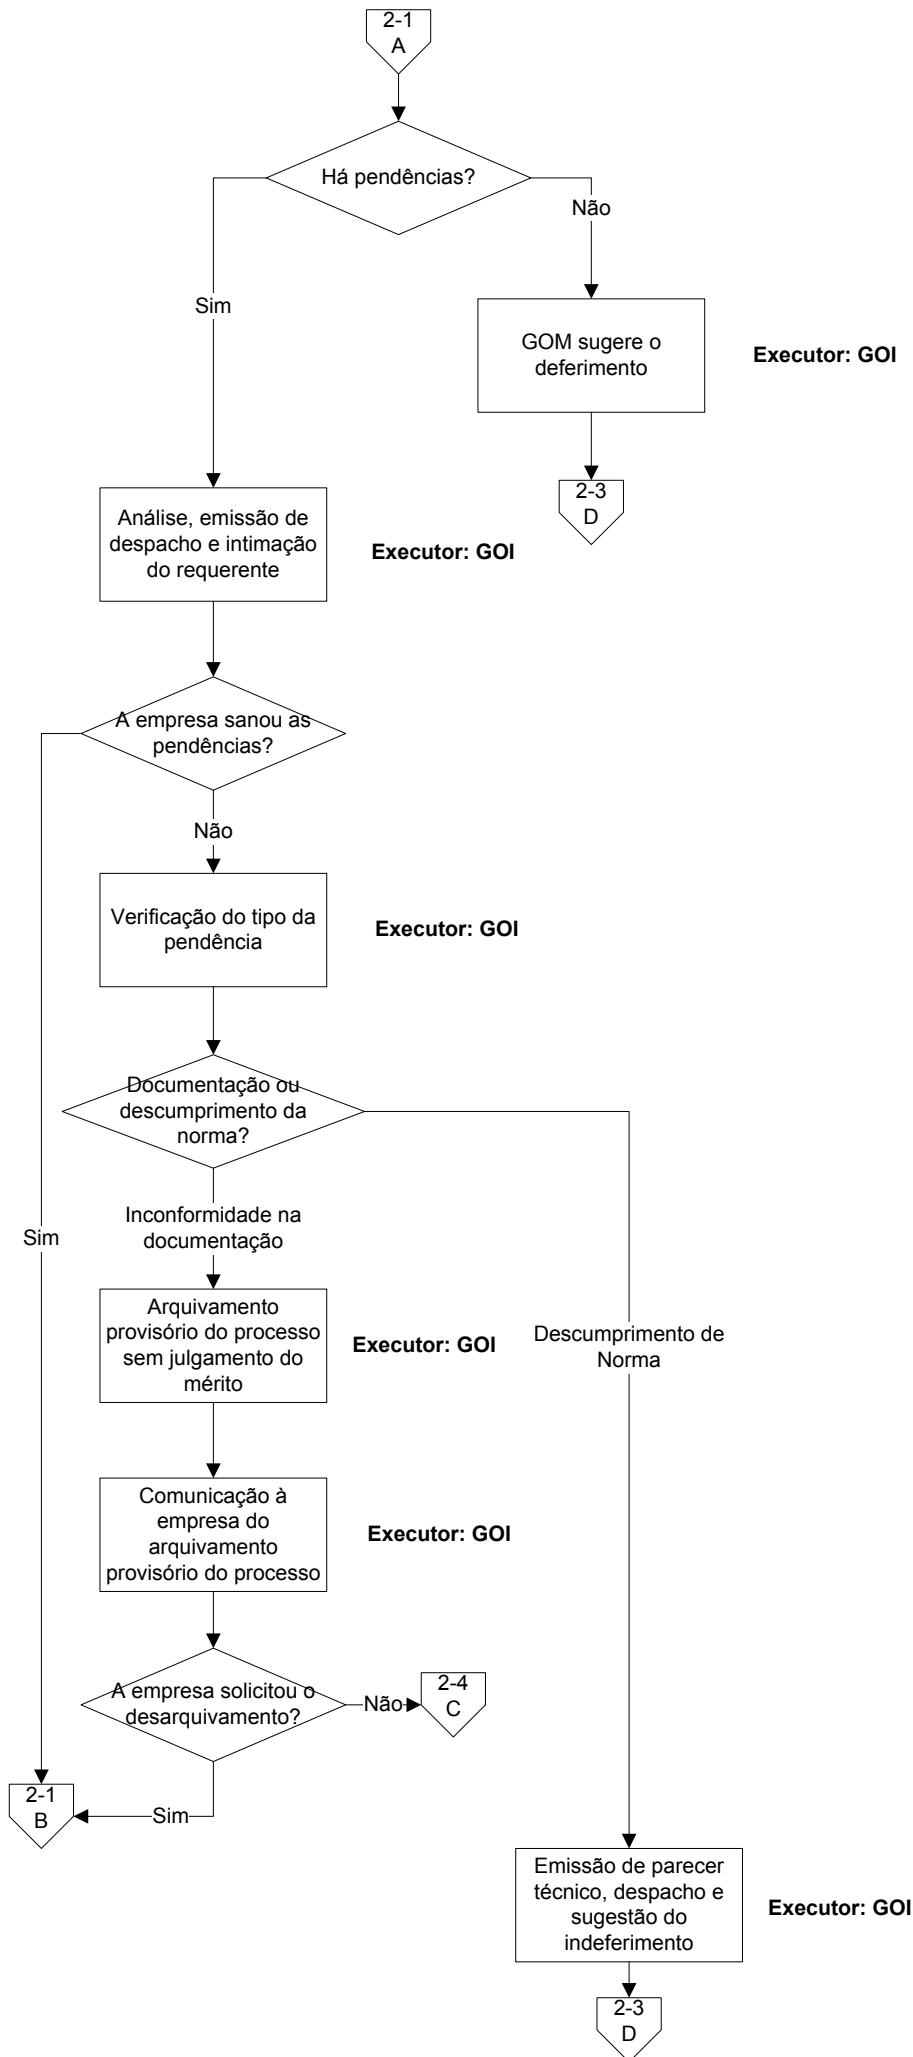 2-1
A
Há pendências?
Não
Sim
GOM sugere o
deferimento
Executor: GOI
2-3
D
Análise, emissão de
despacho e intimação
do requerente
Executor: GOI
A empresa sanou as
pendências?
Não
Verificação do tipo da
pendência
Executor: GOI
Documentação ou
descumprimento da
norma?
Inconformidade na
documentação
Sim
Arquivamento
provisório do processo
sem julgamento do
mérito
Executor: GOI
Descumprimento de
Norma
Comunicação à
empresa do
arquivamento
provisório do processo
Executor: GOI
A empresa solicitou o
desarquivamento?
Não
2-4
C
2-1
B
Sim
Emissão de parecer
técnico, despacho e
sugestão do
indeferimento
Executor: GOI
2-3
D